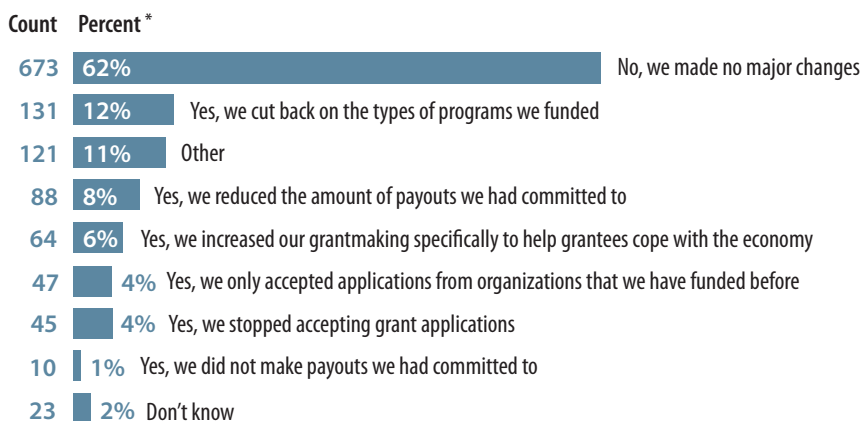 Count Percent *
673 62% No, we made no major changes
131 12% Yes, we cut back on the types of programs we funded
121 11% Other
88 8% Yes, we reduced the amount of payouts we had committed to
64 6% Yes, we increased our grantmaking specifically to help grantees cope with the economy
47 4% Yes, we only accepted applications from organizations that we have funded before
45 4% Yes, we stopped accepting grant applications
10 1% Yes, we did not make payouts we had committed to
23 2% Don't know